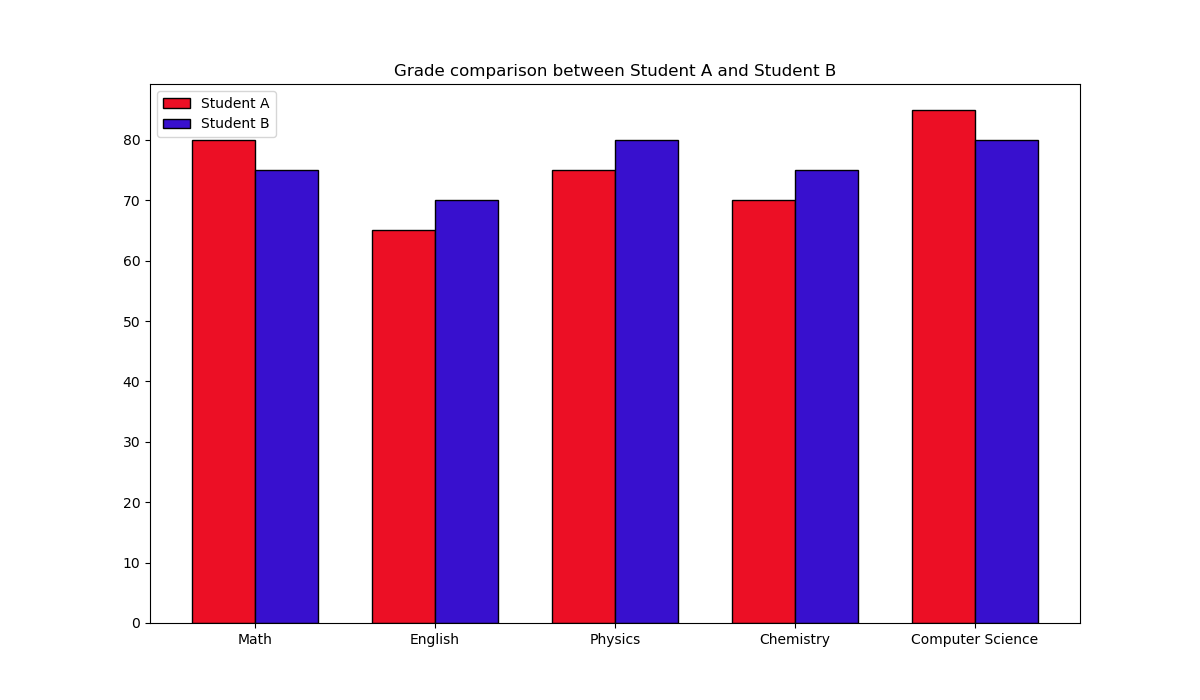 Grade comparison between Student A and Student B
Student A
Student B
80
70
60
50
40
30
20
10
0
Math English Physics Chemistry Computer Science